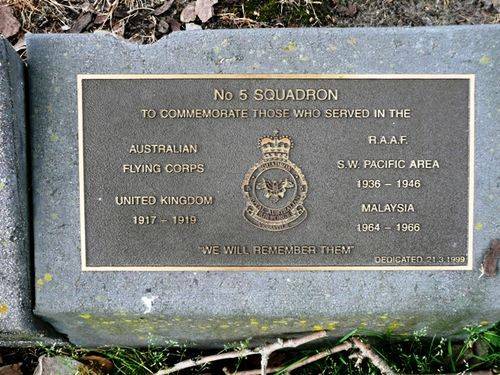 No 5 SQUADRON
TO COMMEMORATE THOSE WHO SERVED IN THE
AUSTRALIAN
FLYING CORPS
UNITED KINGDOM
1917 - 1919
R.A.A.F.
S.W. PACIFIC AREA
1936 - 1946
MALAYSIA
1964 - 1966
"WE WILL REMEMBER THEM"
DEDICATED 21.3.1999